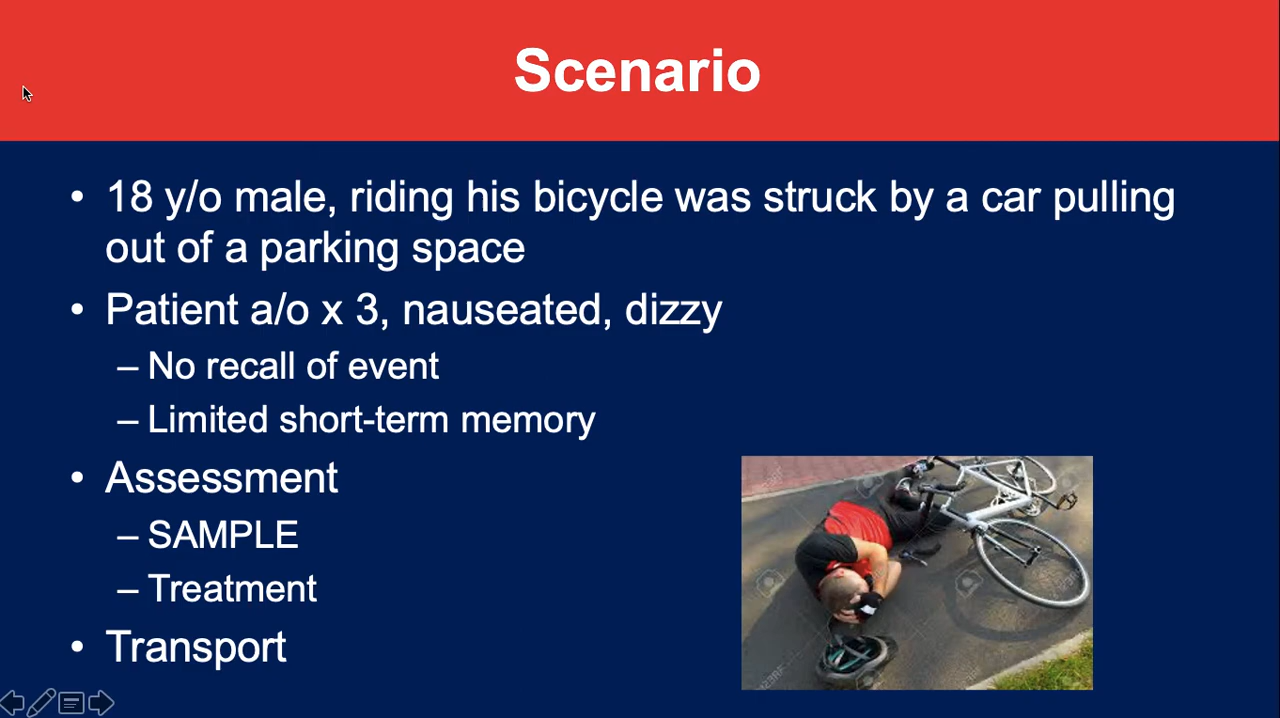 Scenario
• 18 y/o male, riding his bicycle was struck by a car pulling
out of a parking space
• Patient a/o x 3, nauseated, dizzy
– No recall of event
– Limited short-term memory
• Assessment
– SAMPLE
– Treatment
• Transport
123RF